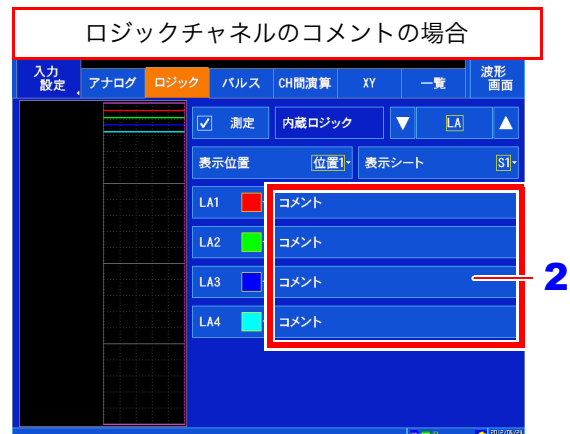 ロジックチャネルのコメントの場合
入力設定 アナログ ロジック パルス CH間演算 XY 一覧 波形画面
測定 内蔵ロジック ▼ LA ▲
表示位置 位置1 表示シート S1
LA1 コメント
LA2 コメント
LA3 コメント 2
LA4 コメント